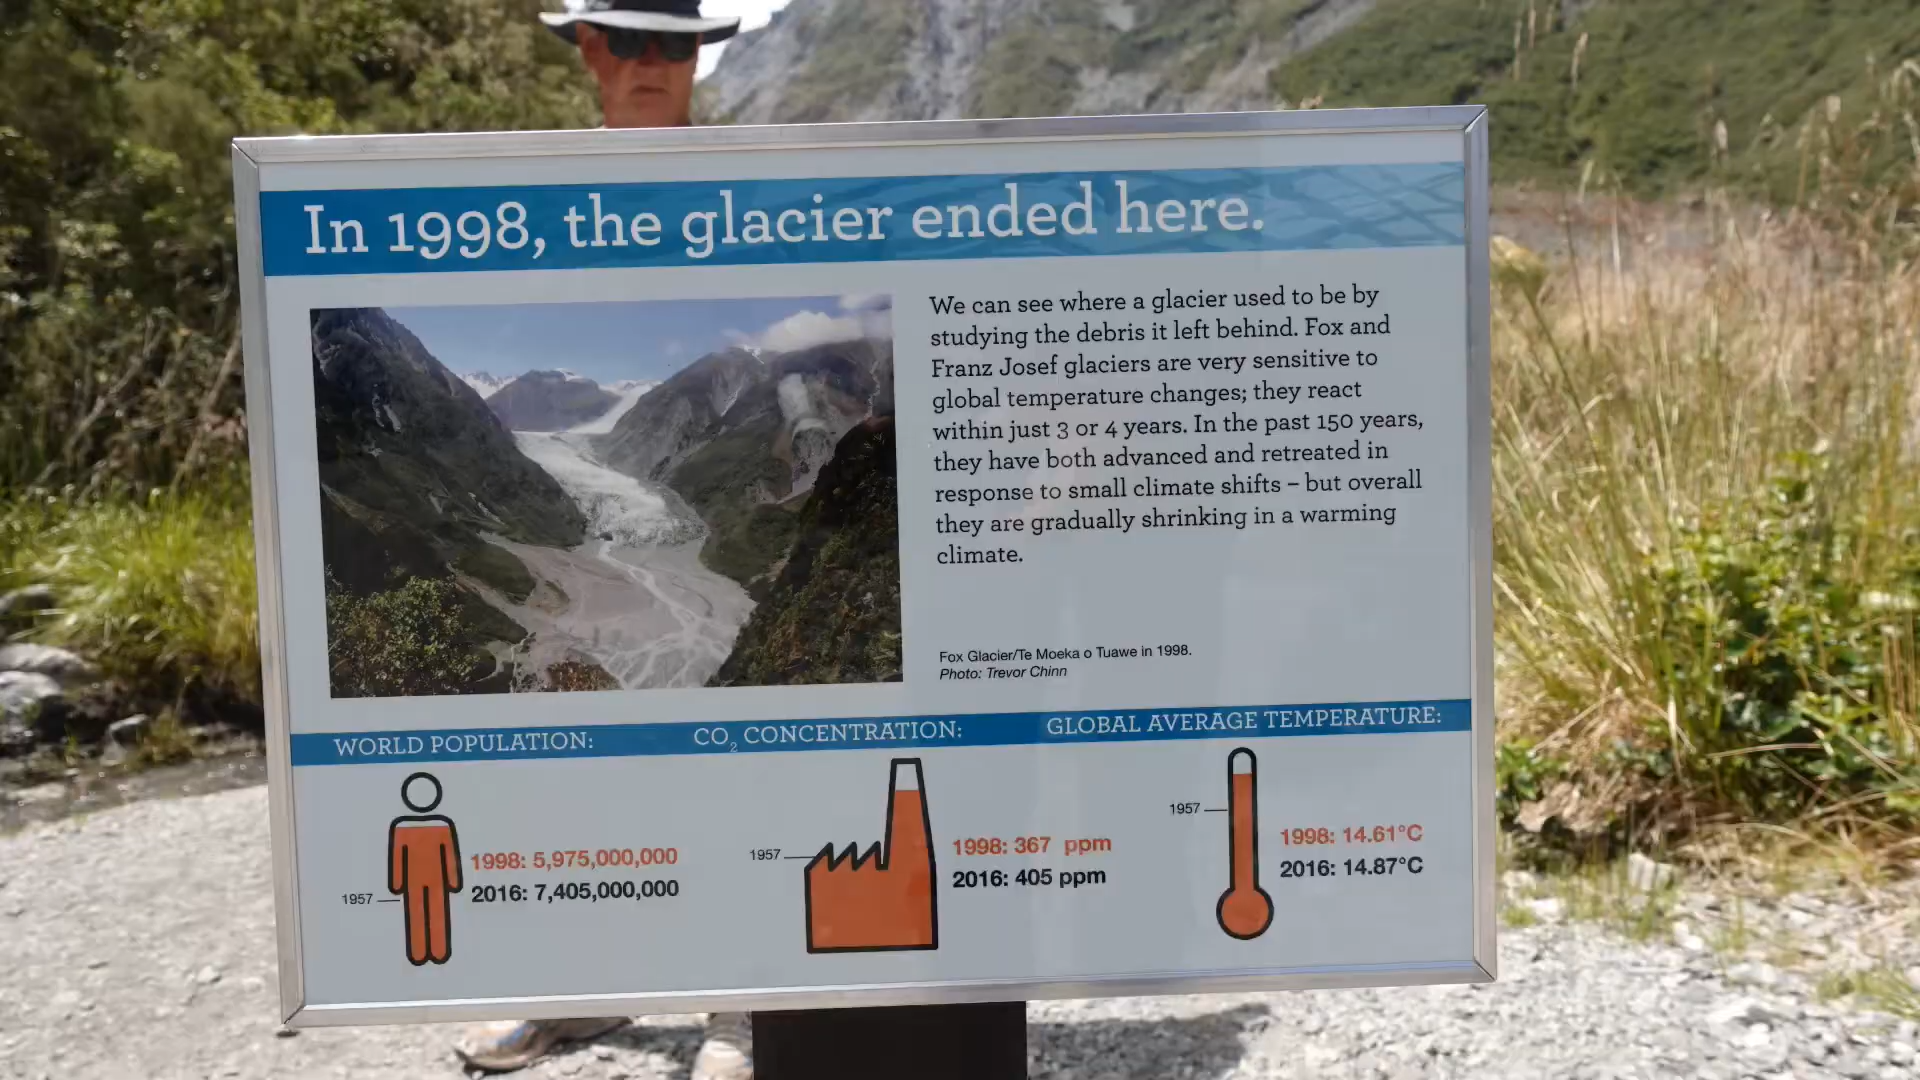 In 1998, the glacier ended here.
We can see where a glacier used to be by
studying the debris it left behind. Fox and
Franz Josef glaciers are very sensitive to
global temperature changes; they react
within just 3 or 4 years. In the past 150 years,
they have both advanced and retreated in
response to small climate shifts – but overall
they are gradually shrinking in a warming
climate.
Fox Glacier/Te Moeka o Tuawe in 1998.
Photo: Trevor Chinn
WORLD POPULATION:
1957
1998: 5,975,000,000
2016: 7,405,000,000
CO₂ CONCENTRATION:
1957
1998: 367 ppm
2016: 405 ppm
GLOBAL AVERAGE TEMPERATURE:
1957
1998: 14.61°C
2016: 14.87°C